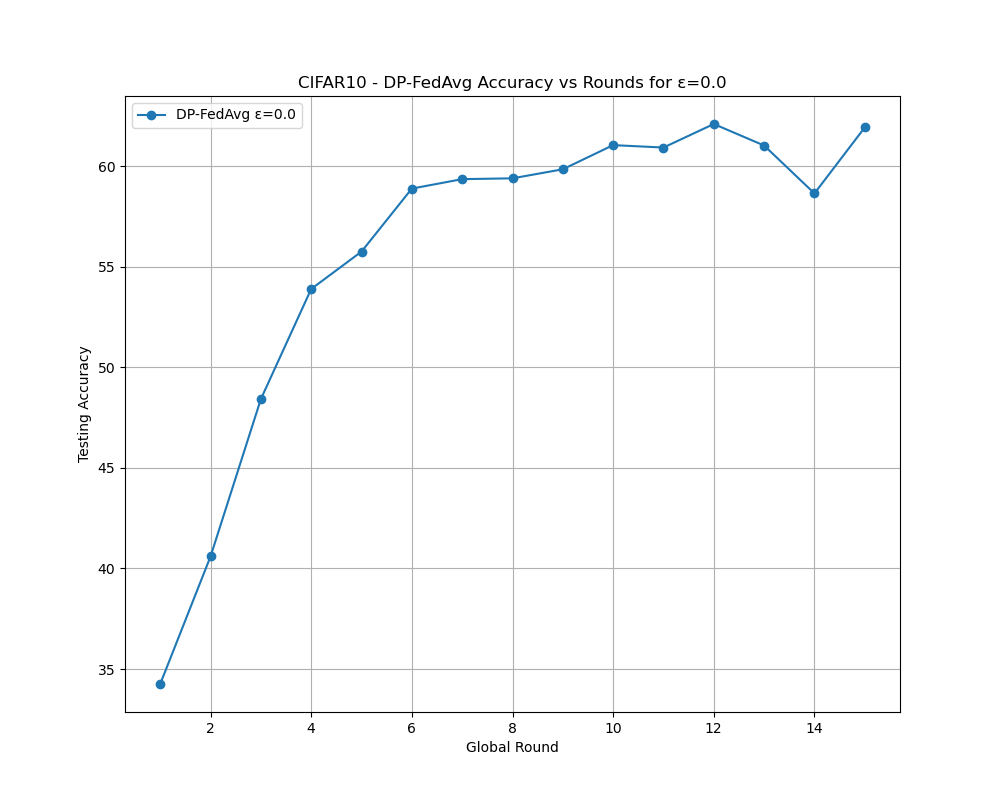 CIFAR10 - DP-FedAvg Accuracy vs Rounds for ε=0.0
DP-FedAvg ε=0.0
Testing Accuracy
60
55
50
45
40
35
2 4 6 8 10 12 14
Global Round